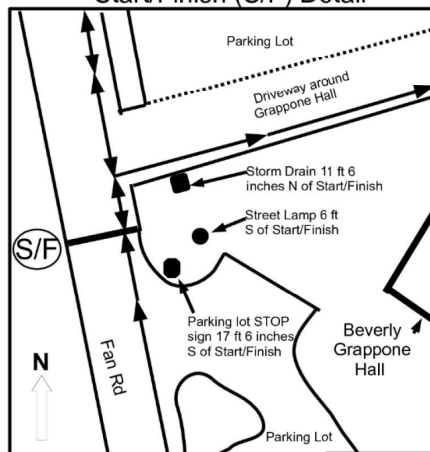 Start/Finish (S/F) Detail
Parking Lot
Driveway around
Grappone Hall
Storm Drain 11 ft 6
inches N of Start/Finish
Street Lamp 6 ft
S of Start/Finish
S/F
Parking lot STOP
sign 17 ft 6 inches
S of Start/Finish
Beverly
Grappone
Hall
N
Fan Rd
Parking Lot